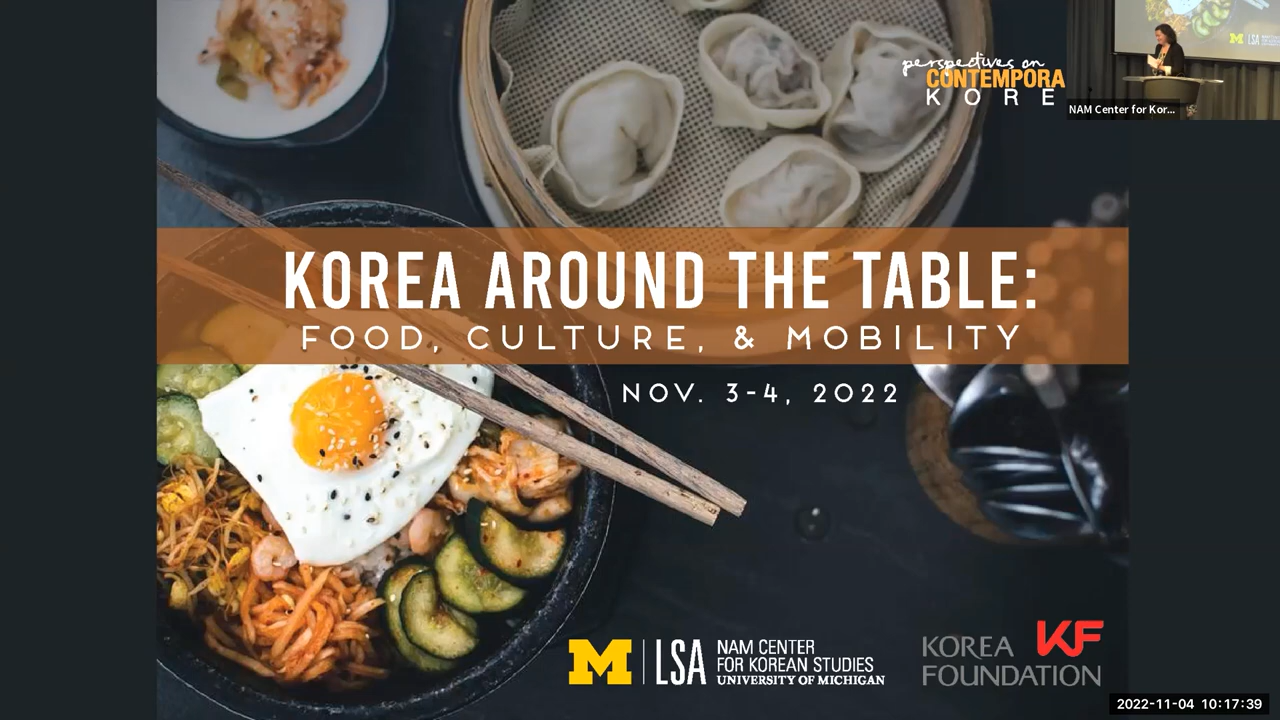 perspectives on
CONTEMPORA
KORE
NAM Center for Kor...
KOREA AROUND THE TABLE:
FOOD, CULTURE, & MOBILITY
NOV. 3-4, 2022
M LSA
NAM CENTER
FOR KOREAN STUDIES
UNIVERSITY OF MICHIGAN
KOREA KF
FOUNDATION
2022-11-04 10:17:39